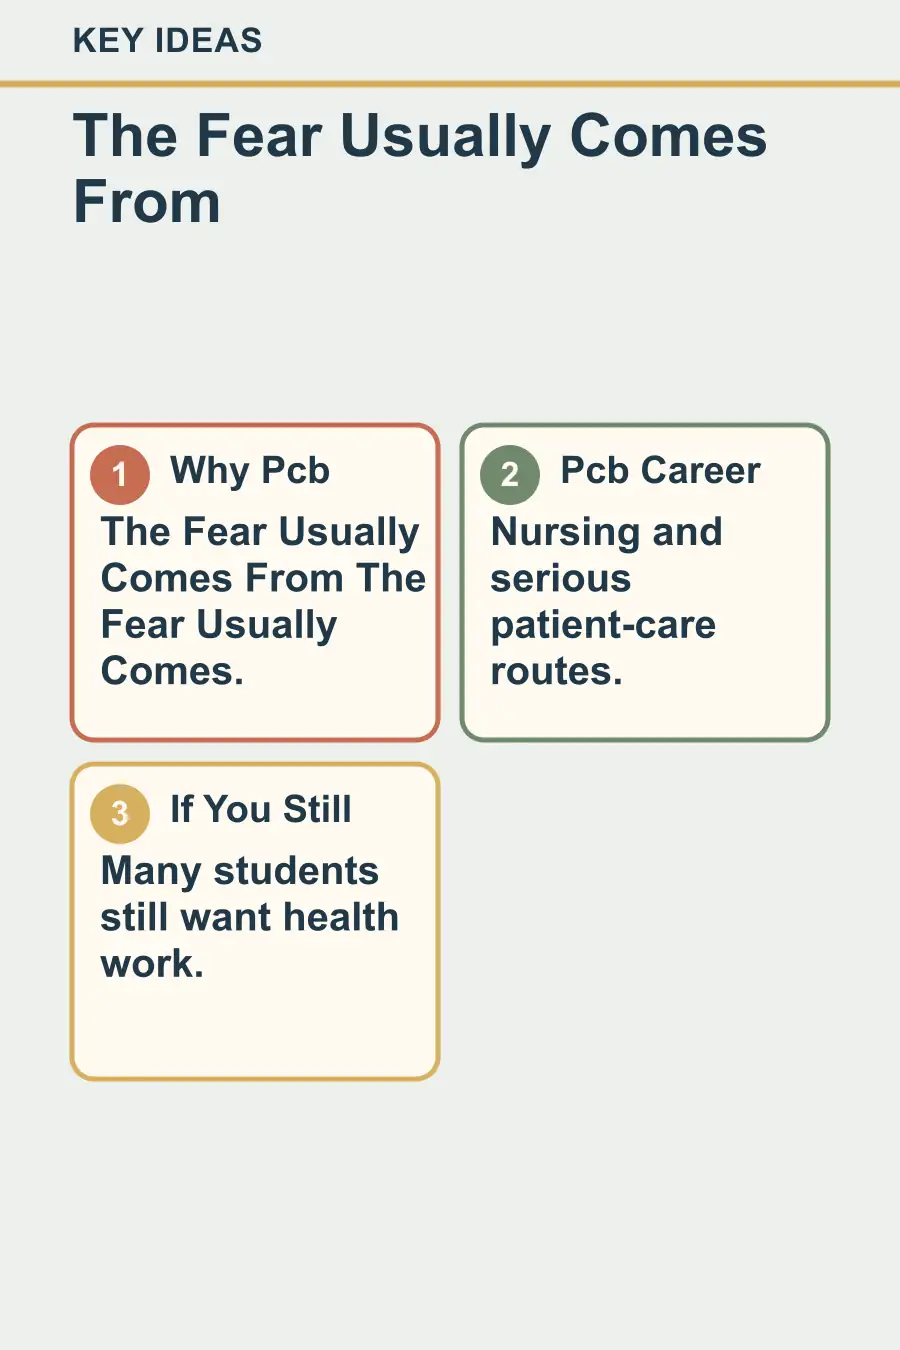 KEY IDEAS
The Fear Usually Comes
From
1 Why Pcb
The Fear Usually
Comes From The
Fear Usually
Comes.
2 Pcb Career
Nursing and
serious
patient-care
routes.
3 If You Still
Many students
still want health
work.